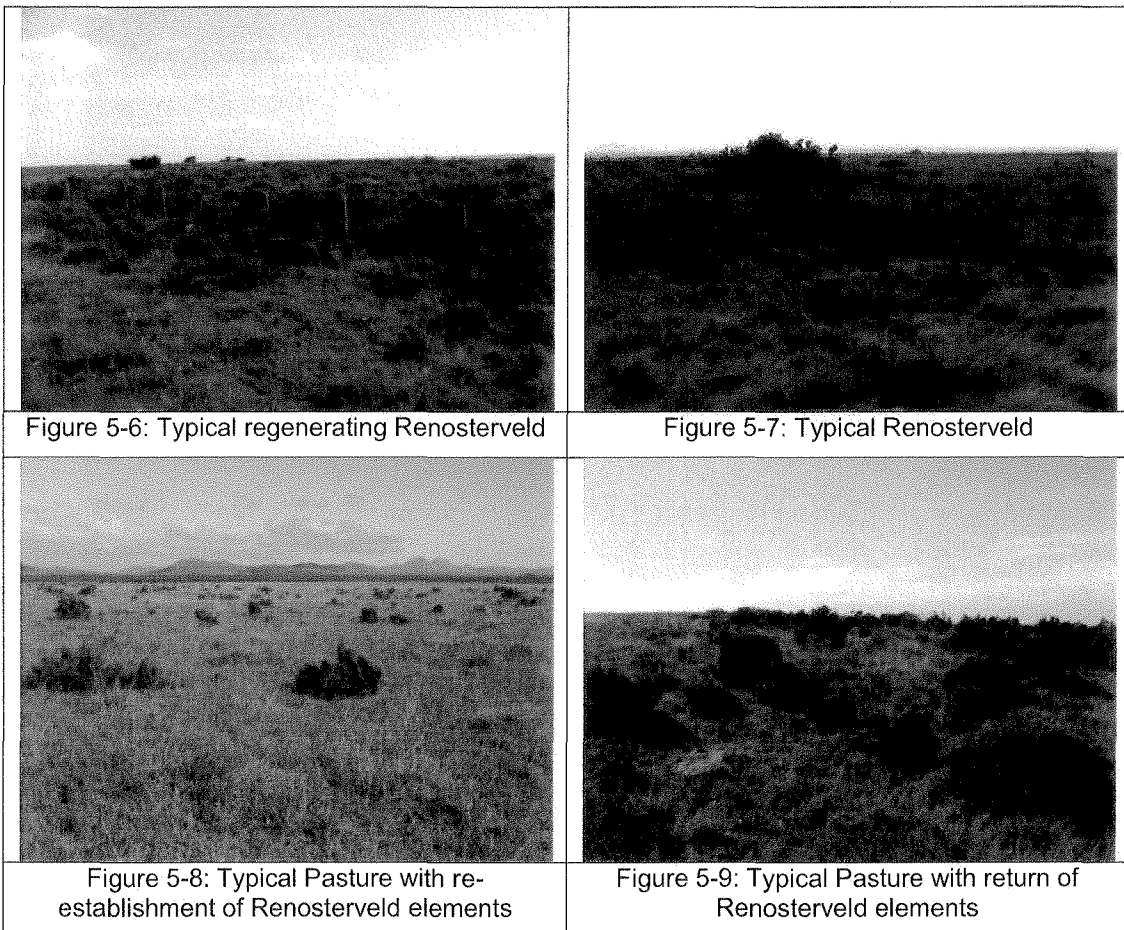 Figure 5-6: Typical regenerating Renosterveld
Figure 5-7: Typical Renosterveld
Figure 5-8: Typical Pasture with re-
establishment of Renosterveld elements
Figure 5-9: Typical Pasture with return of
Renosterveld elements